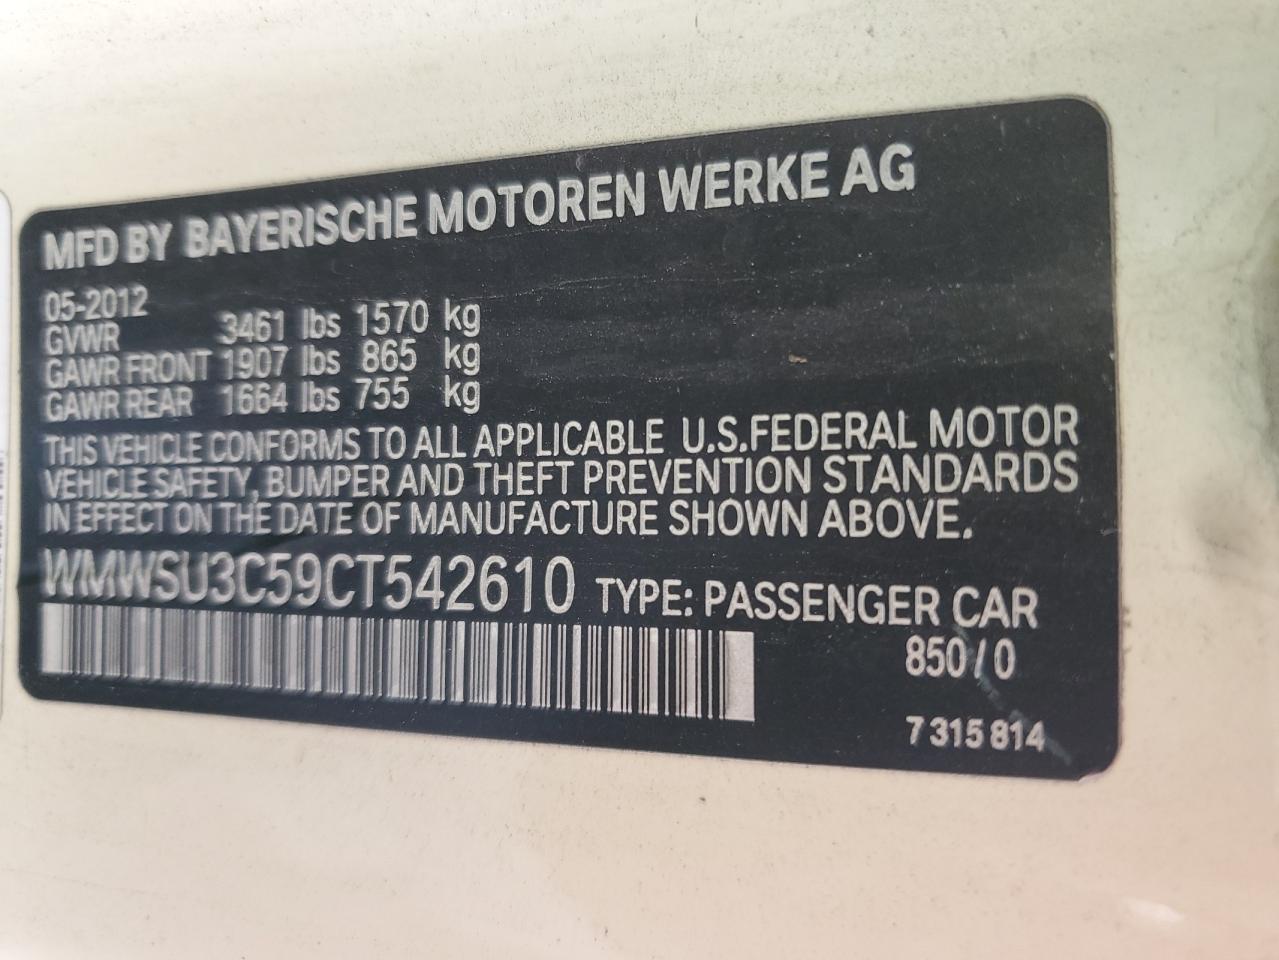 MFD BY BAYERISCHE MOTOREN WERKE AG
05-2012
GVWR 3461 lbs 1570 kg
GAWR FRONT 1907 lbs 865 kg
GAWR REAR 1664 lbs 755 kg
THIS VEHICLE CONFORMS TO ALL APPLICABLE U.S.FEDERAL MOTOR
VEHICLE SAFETY, BUMPER AND THEFT PREVENTION STANDARDS
IN EFFECT ON THE DATE OF MANUFACTURE SHOWN ABOVE.
WMWSU3C59CT542610 TYPE: PASSENGER CAR
850/0
7 315 814